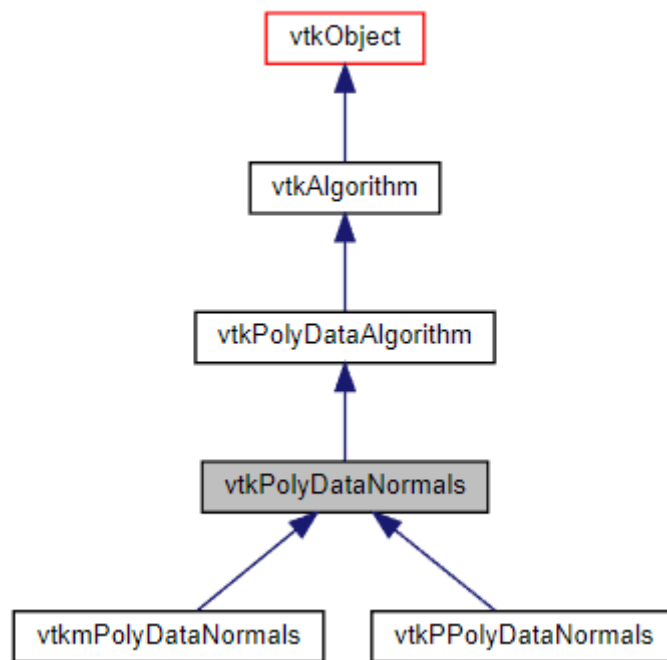 vtkObject
vtkAlgorithm
vtkPolyDataAlgorithm
vtkPolyDataNormals
vtkmPolyDataNormals
vtkPPolyDataNormals